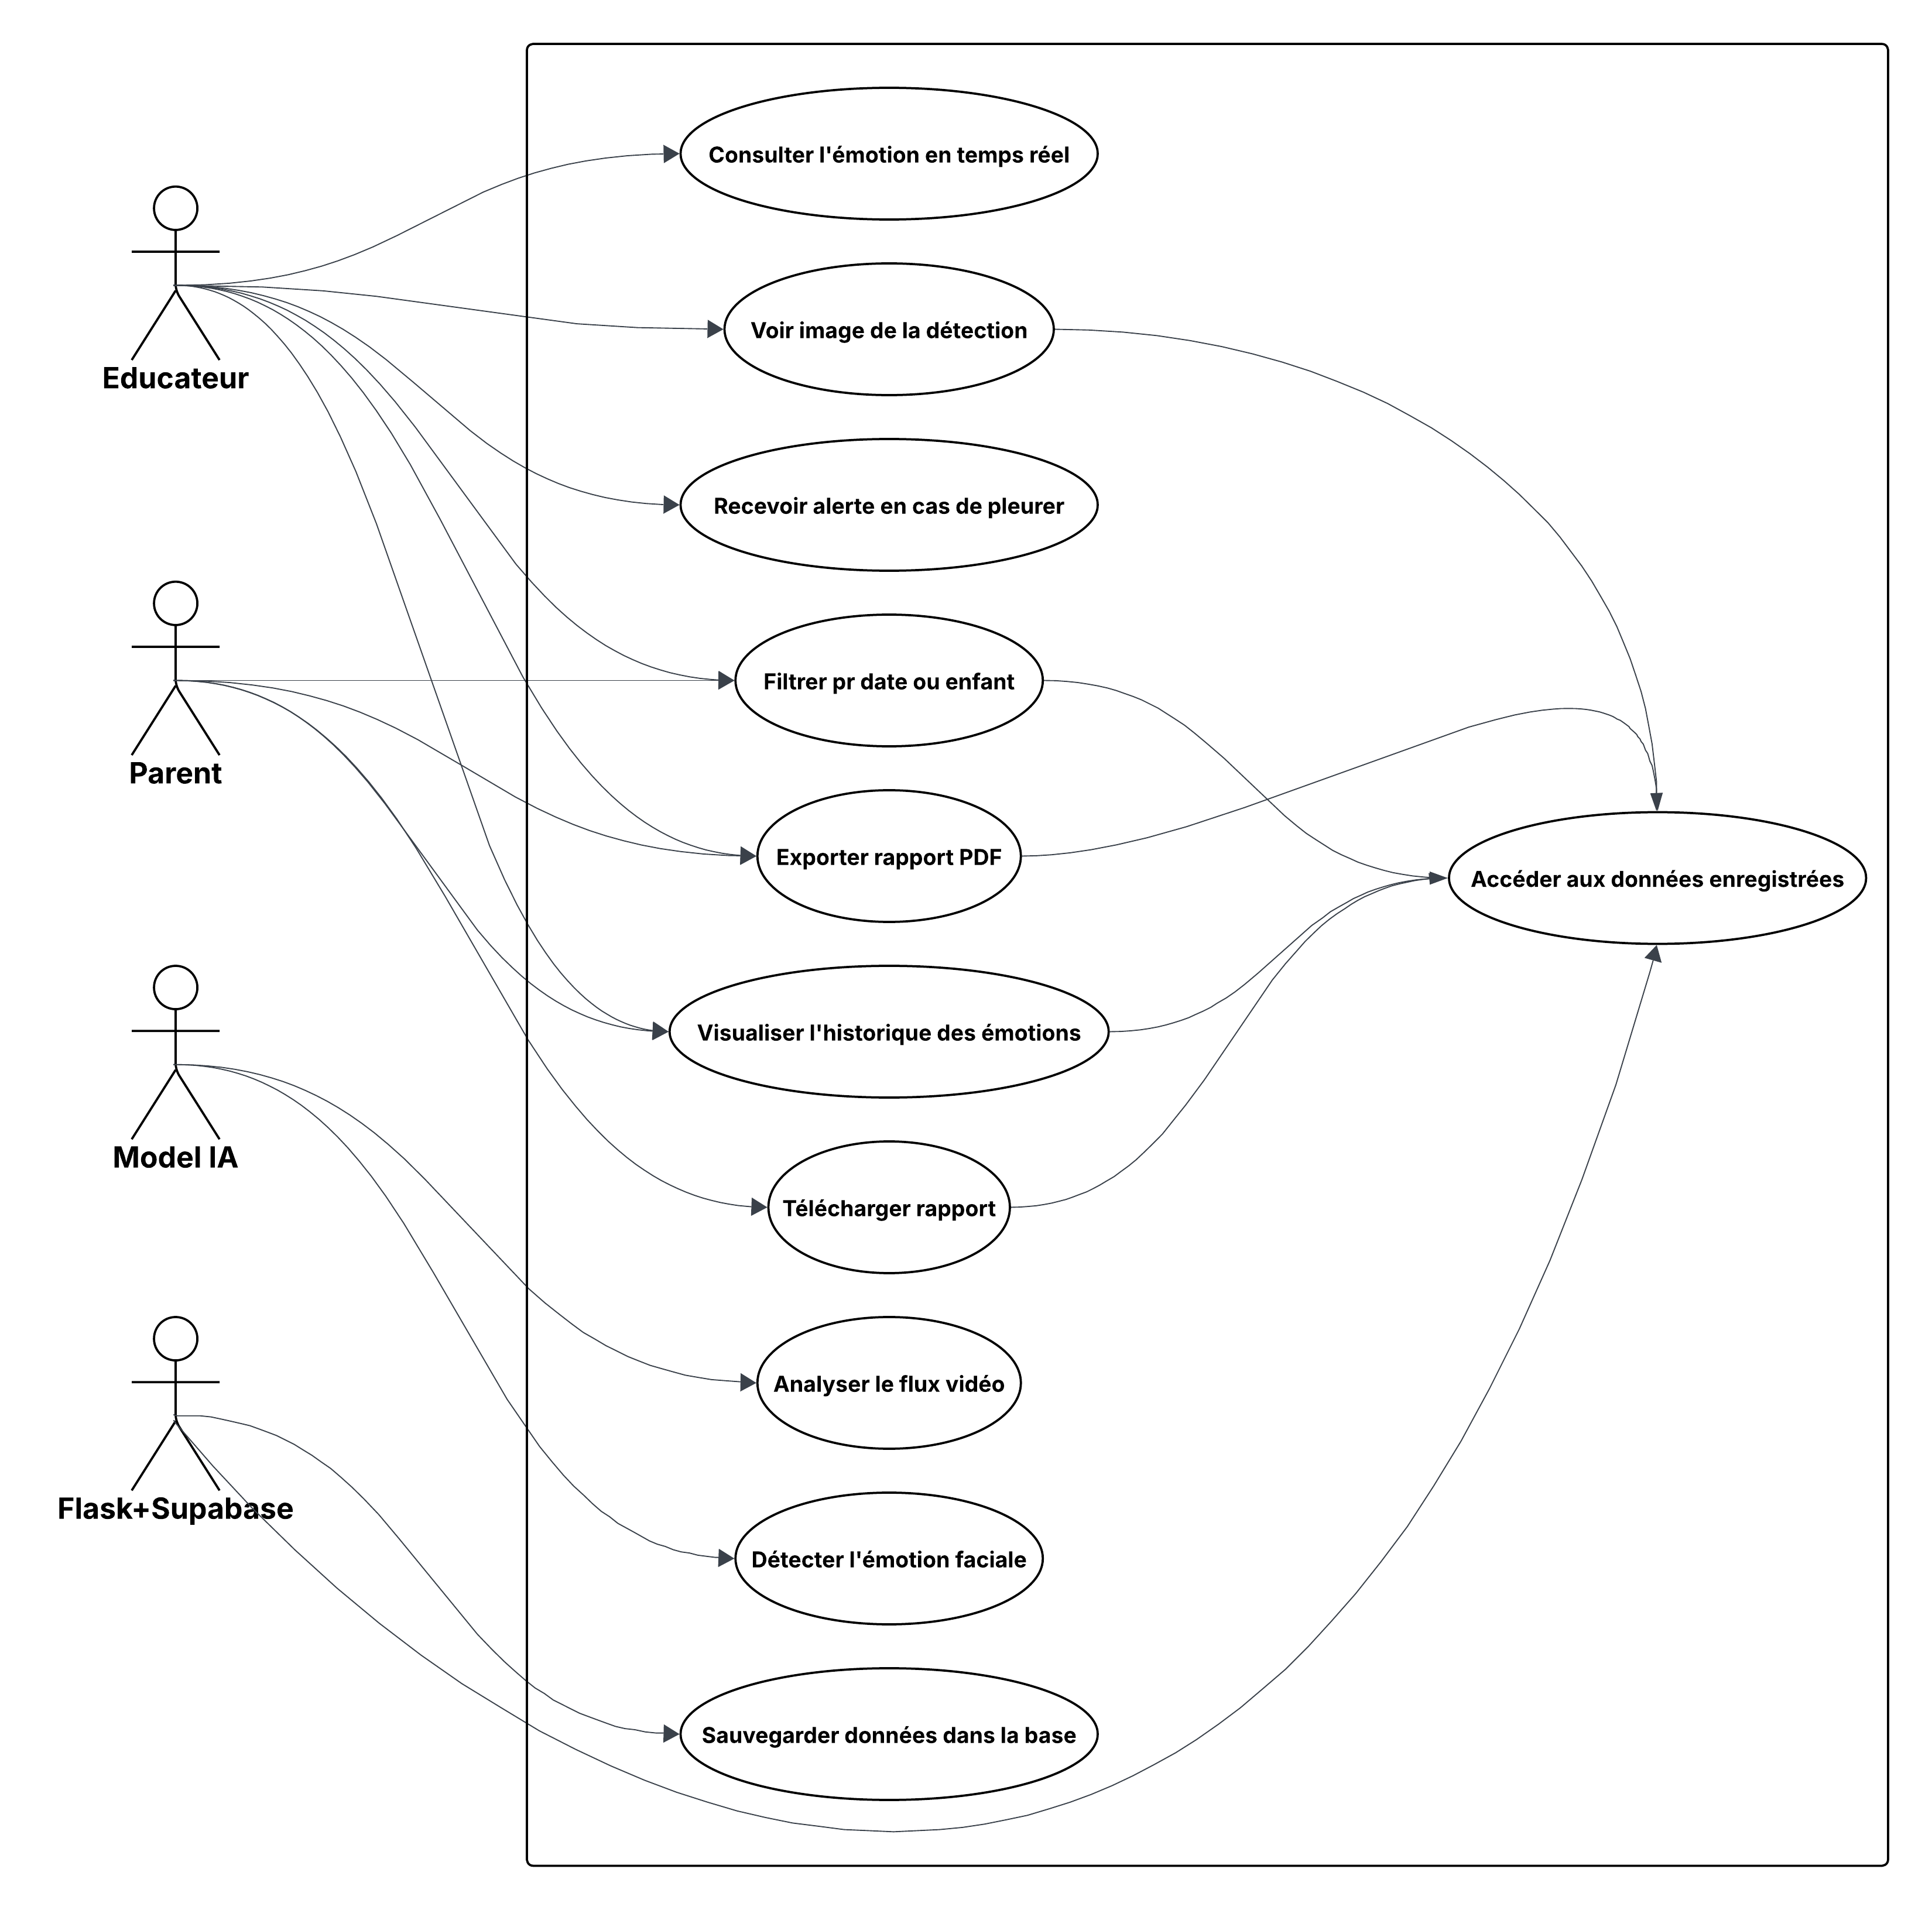 Consulter l'émotion en temps réel
Voir image de la détection
Educateur
Recevoir alerte en cas de pleurer
Filtrer pr date ou enfant
Parent
Exporter rapport PDF
Accéder aux données enregistrées
Visualiser l'historique des émotions
Model IA
Télécharger rapport
Analyser le flux vidéo
Flask+Supabase
Détecter l'émotion faciale
Sauvegarder données dans la base